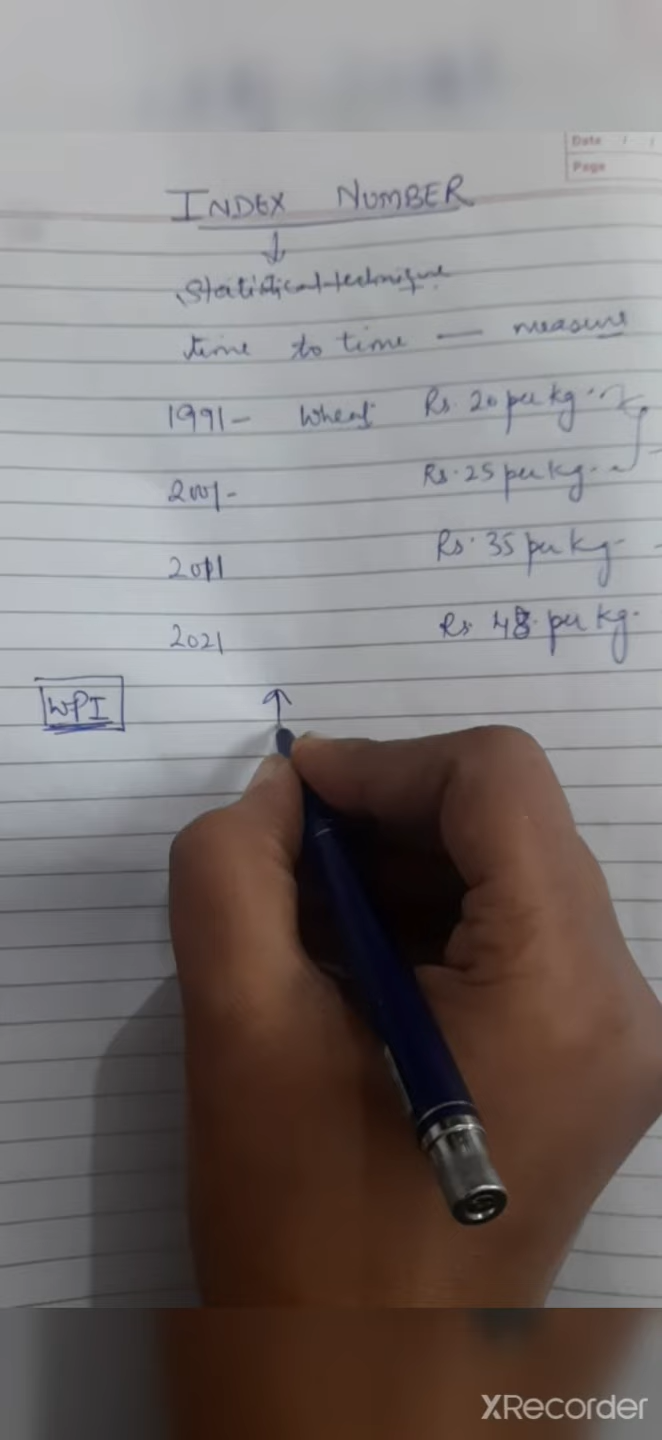 Date / /
Page
INDEX NUMBER
Statistical technique
time to time — measure
1991 - Wheat Rs. 20 per kg.
2001 - Rs. 25 per kg.
2011 Rs. 35 per kg -
2021 Rs. 48 per kg.
WPI
XRecorder